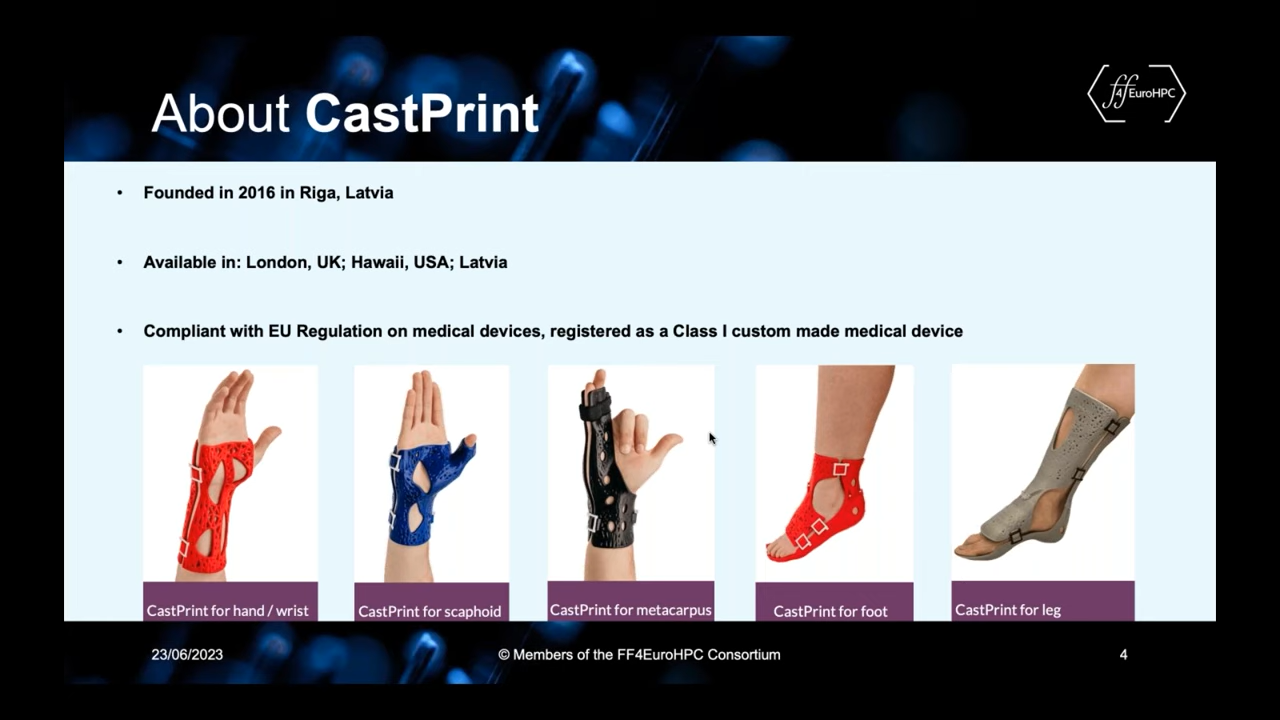 About CastPrint
ff4EuroHPC
• Founded in 2016 in Riga, Latvia
• Available in: London, UK; Hawaii, USA; Latvia
• Compliant with EU Regulation on medical devices, registered as a Class I custom made medical device
CastPrint for hand / wrist
CastPrint for scaphoid
CastPrint for metacarpus
CastPrint for foot
CastPrint for leg
23/06/2023
© Members of the FF4EuroHPC Consortium
4